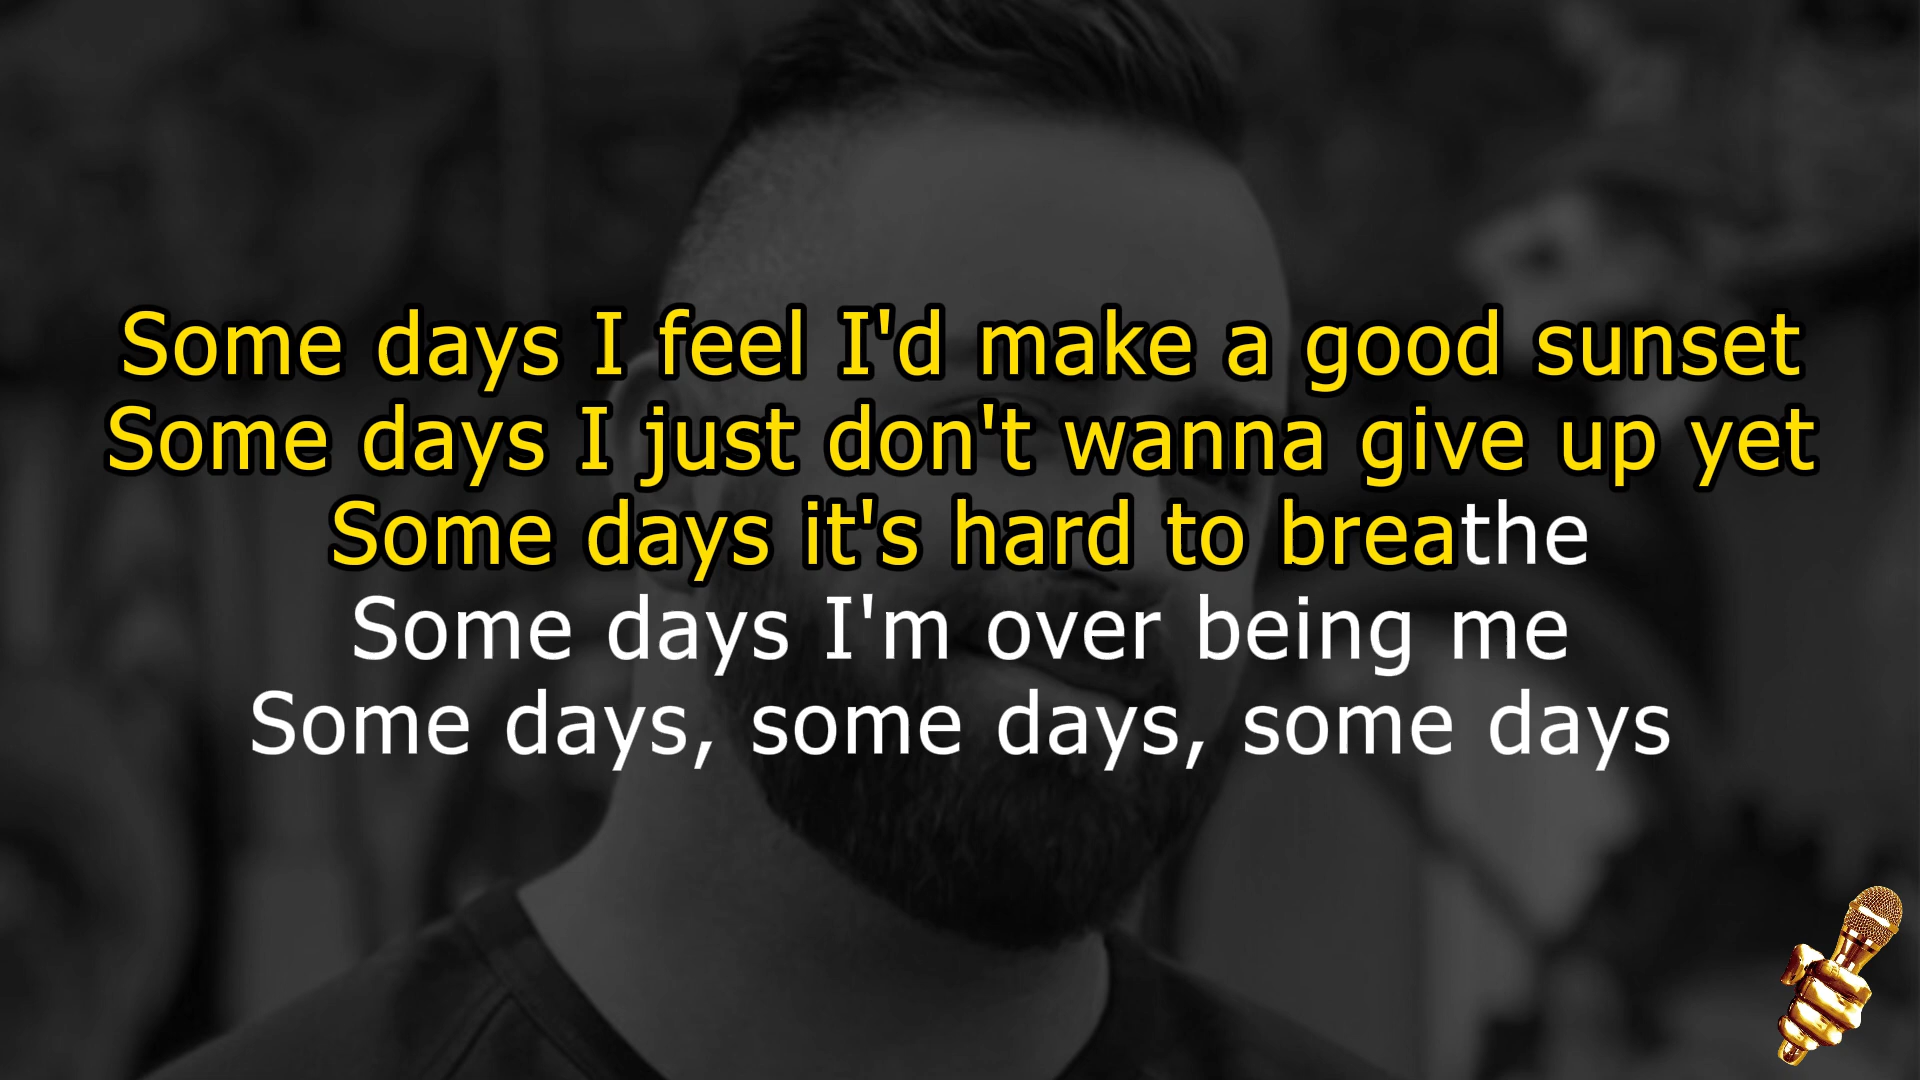 Some days I feel I'd make a good sunset
Some days I just don't wanna give up yet
Some days it's hard to breathe
Some days I'm over being me
Some days, some days, some days